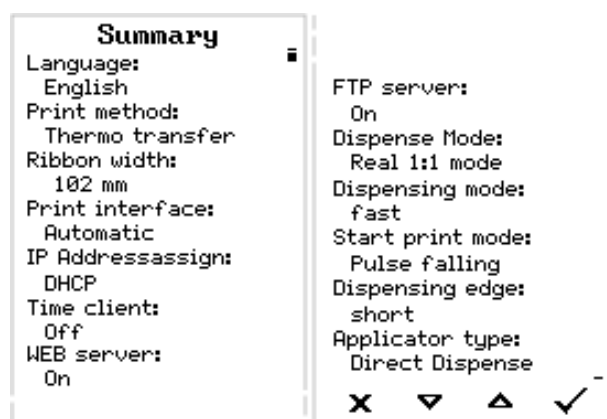 Summary
Language:
English
Print method:
Thermo transfer
Ribbon width:
102 mm
Print interface:
Automatic
IP Addressassign:
DHCP
Time client:
Off
WEB server:
On
FTP server:
On
Dispense Mode:
Real 1:1 mode
Dispensing mode:
fast
Start print mode:
Pulse falling
Dispensing edge:
short
Applicator type:
Direct Dispense